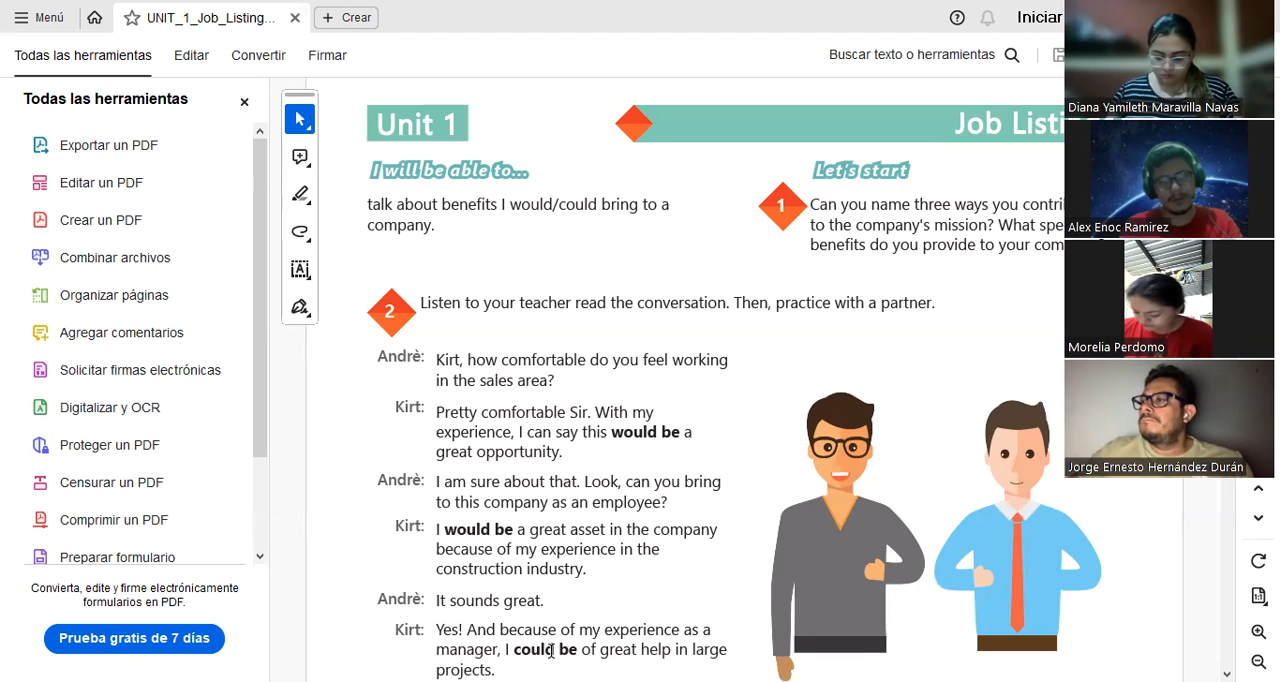 Menú
UNIT_1_Job_Listing...
Crear
Iniciar
Todas las herramientas
Editar
Convertir
Firmar
Buscar texto o herramientas
Todas las herramientas
Exportar un PDF
Editar un PDF
Crear un PDF
Combinar archivos
Organizar páginas
Agregar comentarios
Solicitar firmas electrónicas
Digitalizar y OCR
Proteger un PDF
Censurar un PDF
Comprimir un PDF
Preparar formulario
Convierta, edite y firme electrónicamente
formularios en PDF.
Prueba gratis de 7 días
Unit 1
Job Listi
I will be able to...
talk about benefits I would/could bring to a
company.
Let's start
1
Can you name three ways you contri
to the company's mission? What spe
benefits do you provide to your com
2
Listen to your teacher read the conversation. Then, practice with a partner.
Andrè: Kirt, how comfortable do you feel working
in the sales area?
Kirt: Pretty comfortable Sir. With my
experience, I can say this would be a
great opportunity.
Andrè: I am sure about that. Look, can you bring
to this company as an employee?
Kirt: I would be a great asset in the company
because of my experience in the
construction industry.
Andrè: It sounds great.
Kirt: Yes! And because of my experience as a
manager, I could be of great help in large
projects.
Diana Yamileth Maravilla Navas
Alex Enoc Ramirez
Morelia Perdomo
Jorge Ernesto Hernández Durán
1:1